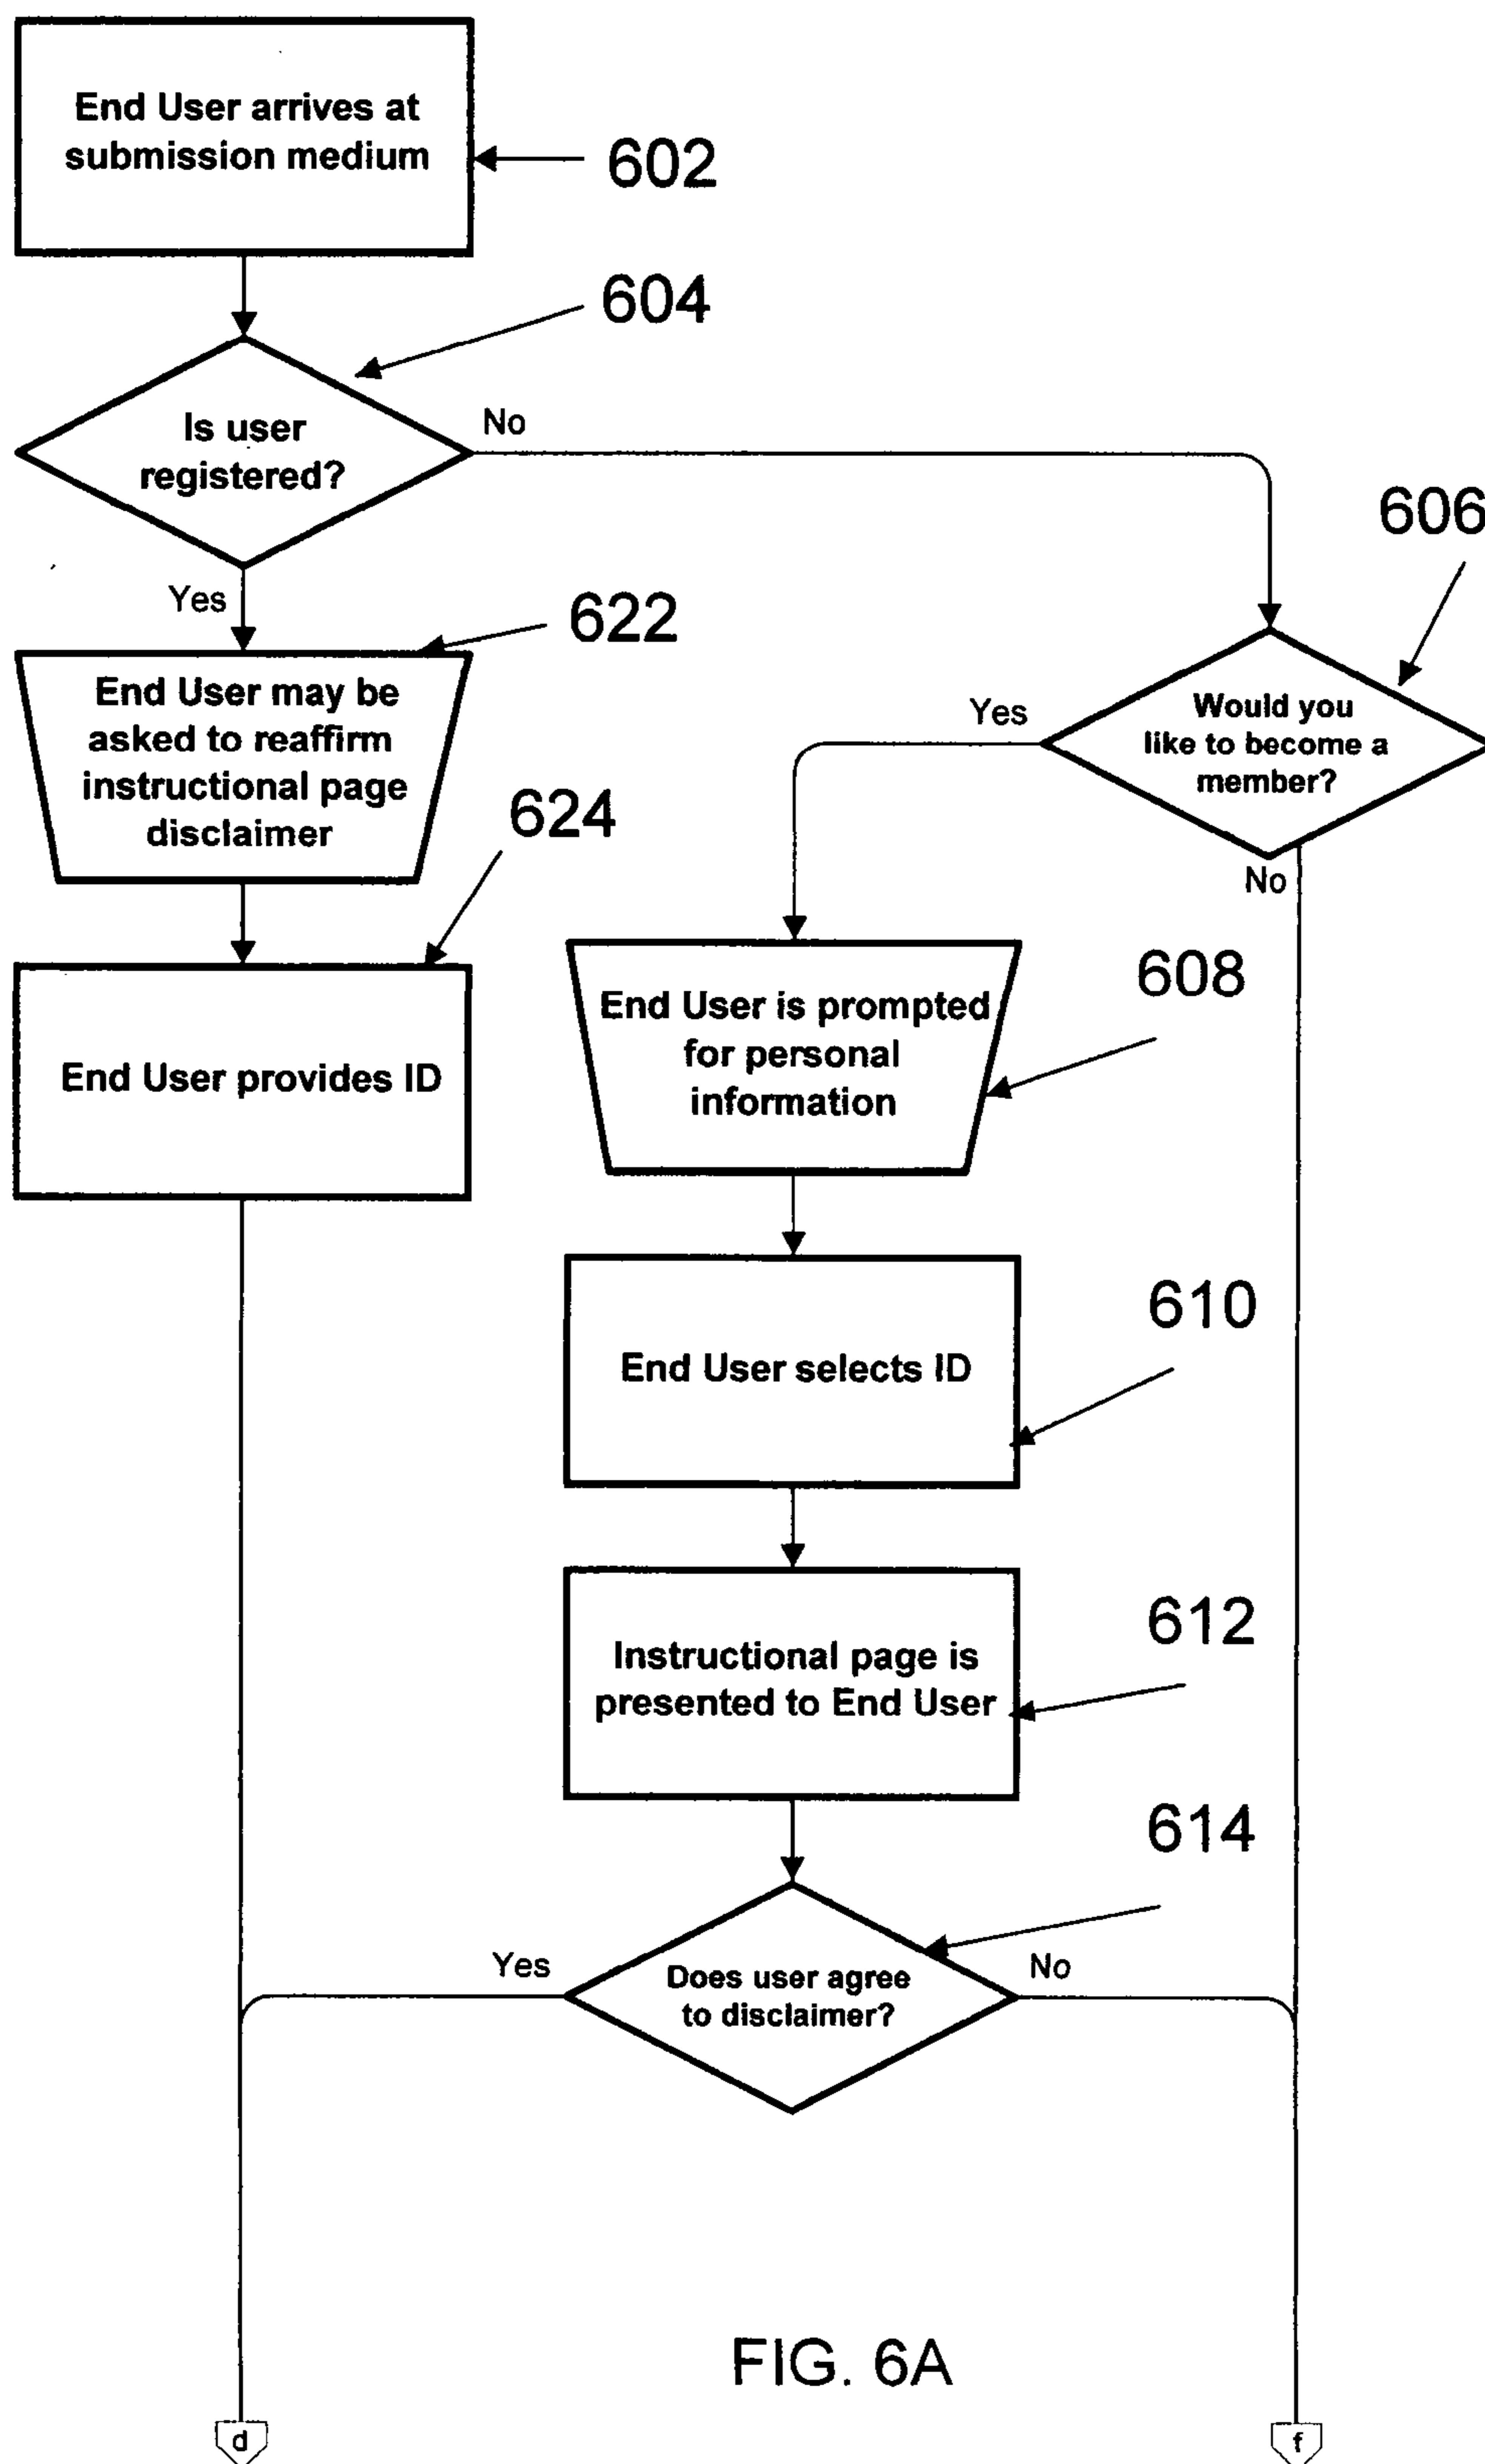 End User arrives at
submission medium
602
604
Is user
registered?
No
606
Yes
622
End User may be
asked to reaffirm
instructional page
disclaimer
Would you
like to become a
member?
Yes
No
624
End User provides ID
608
End User is prompted
for personal
information
610
End User selects ID
612
Instructional page is
presented to End User
614
Does user agree
to disclaimer?
Yes
No
FIG. 6A
d
f